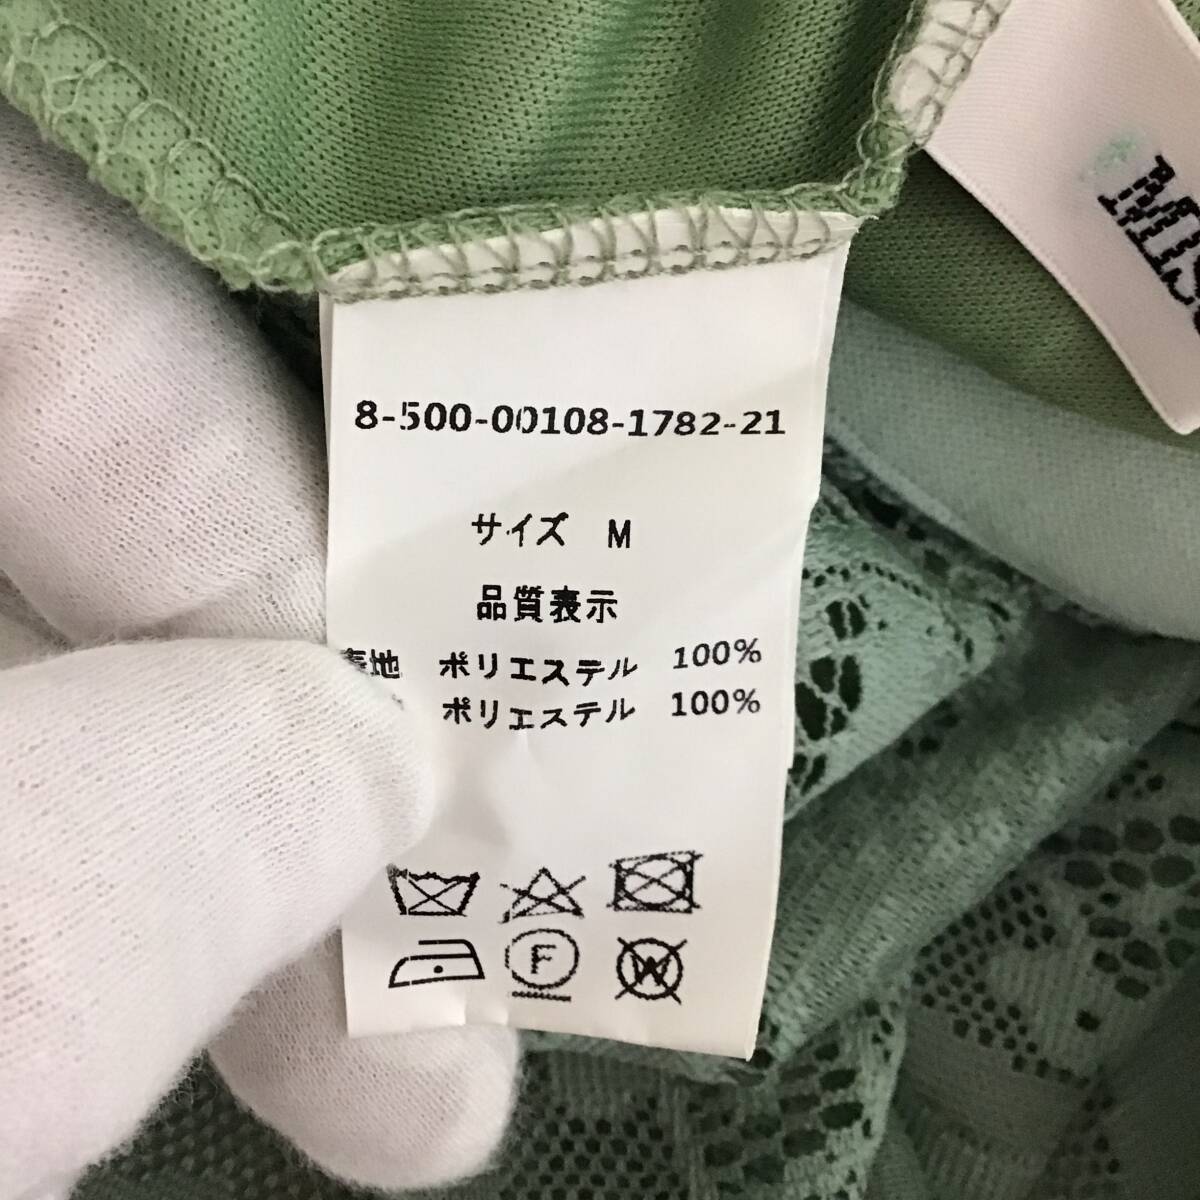 8-500-00108-1782-21
サイズ M
品質表示
表地 ポリエステル 100%
ポリエステル 100%
F
W